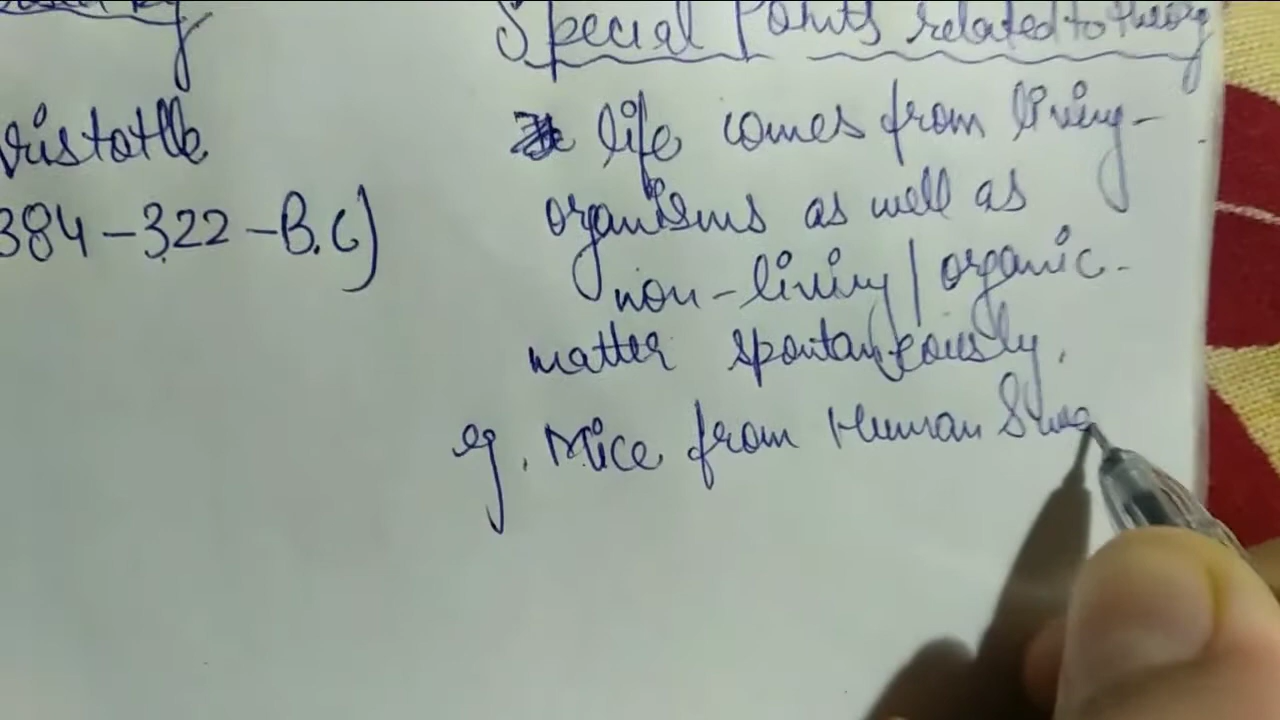 Special Points related to theory
ristotle
384-322-B.C)
life comes from living-
organisms as well as
non-living/organic-
matter spontaneously.
eg. Mice from Human